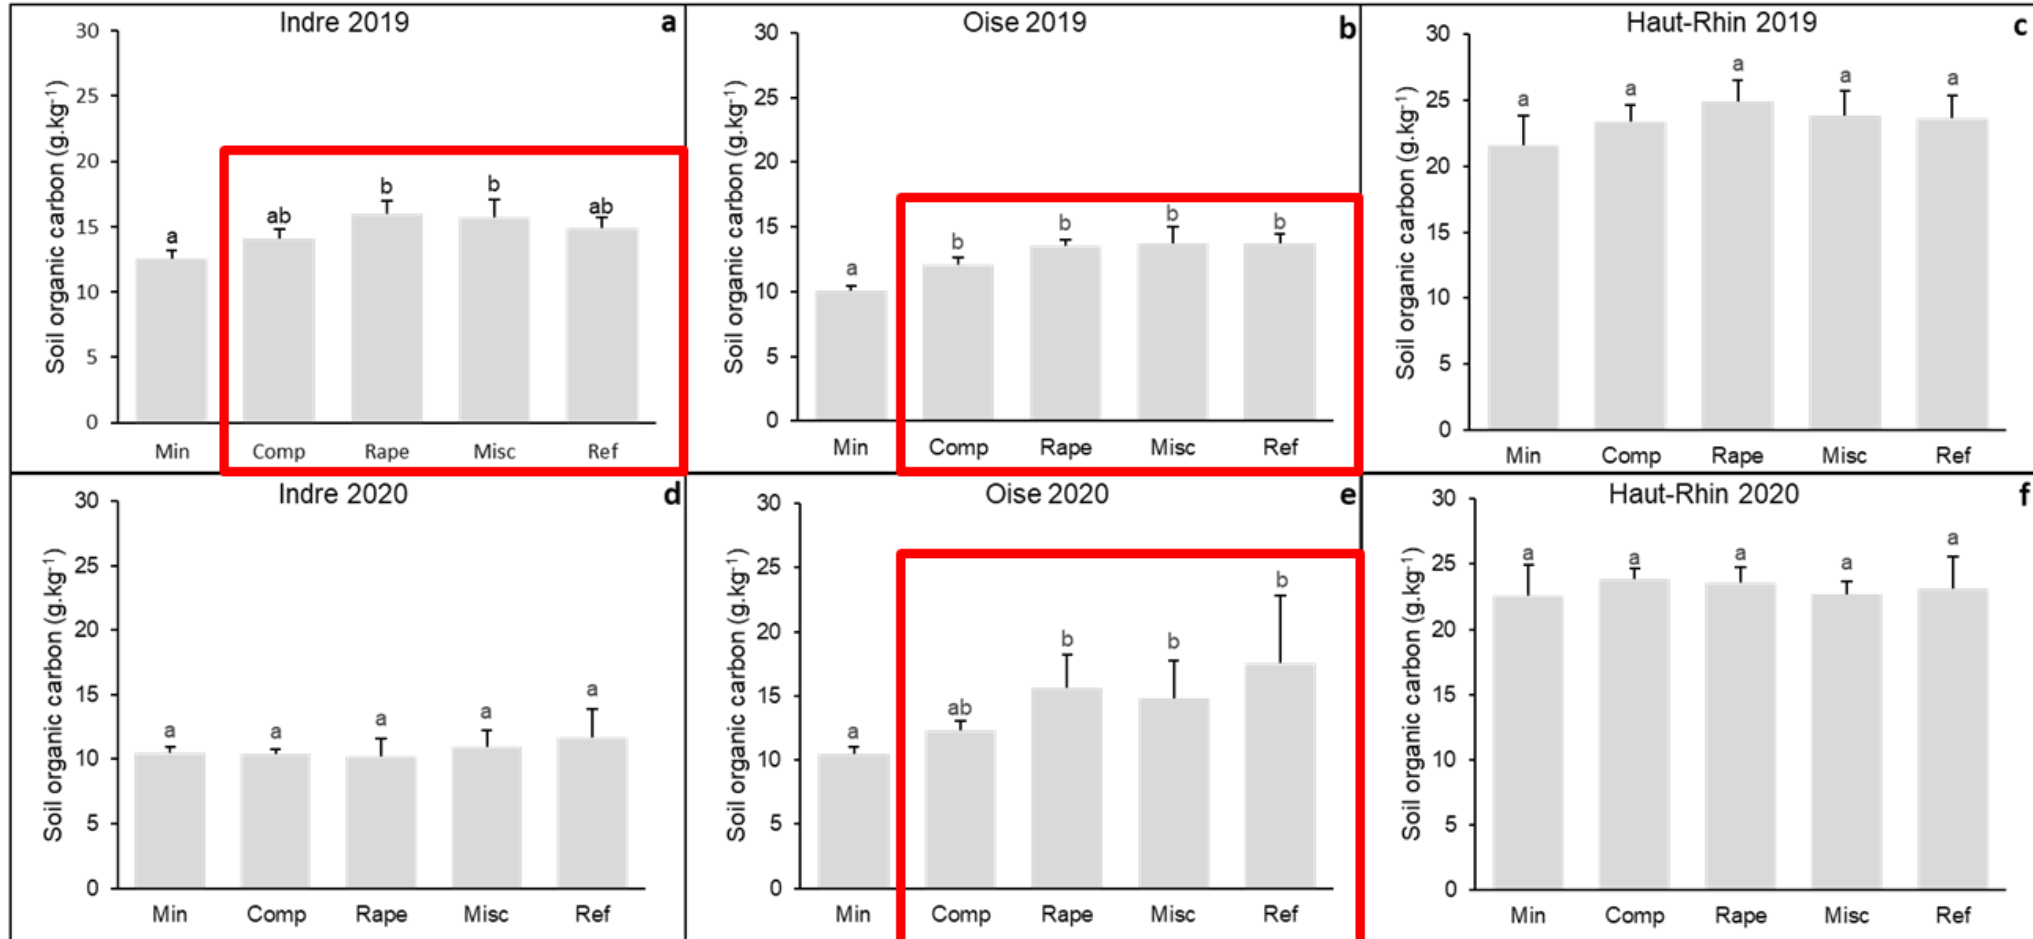 Indre 2019
a
Soil organic carbon (g.kg⁻¹)
30
25
20
15
10
5
0
a
ab
b
b
ab
Min Comp Rape Misc Ref
Oise 2019
b
Soil organic carbon (g.kg⁻¹)
30
25
20
15
10
5
0
a
b
b
b
b
Min Comp Rape Misc Ref
Haut-Rhin 2019
c
Soil organic carbon (g.kg⁻¹)
30
25
20
15
10
5
0
a
a
a
a
a
Min Comp Rape Misc Ref
Indre 2020
d
Soil organic carbon (g.kg⁻¹)
30
25
20
15
10
5
0
a
a
a
a
a
Min Comp Rape Misc Ref
Oise 2020
e
Soil organic carbon (g.kg⁻¹)
30
25
20
15
10
5
0
a
ab
b
b
b
Min Comp Rape Misc Ref
Haut-Rhin 2020
f
Soil organic carbon (g.kg⁻¹)
30
25
20
15
10
5
0
a
a
a
a
a
Min Comp Rape Misc Ref